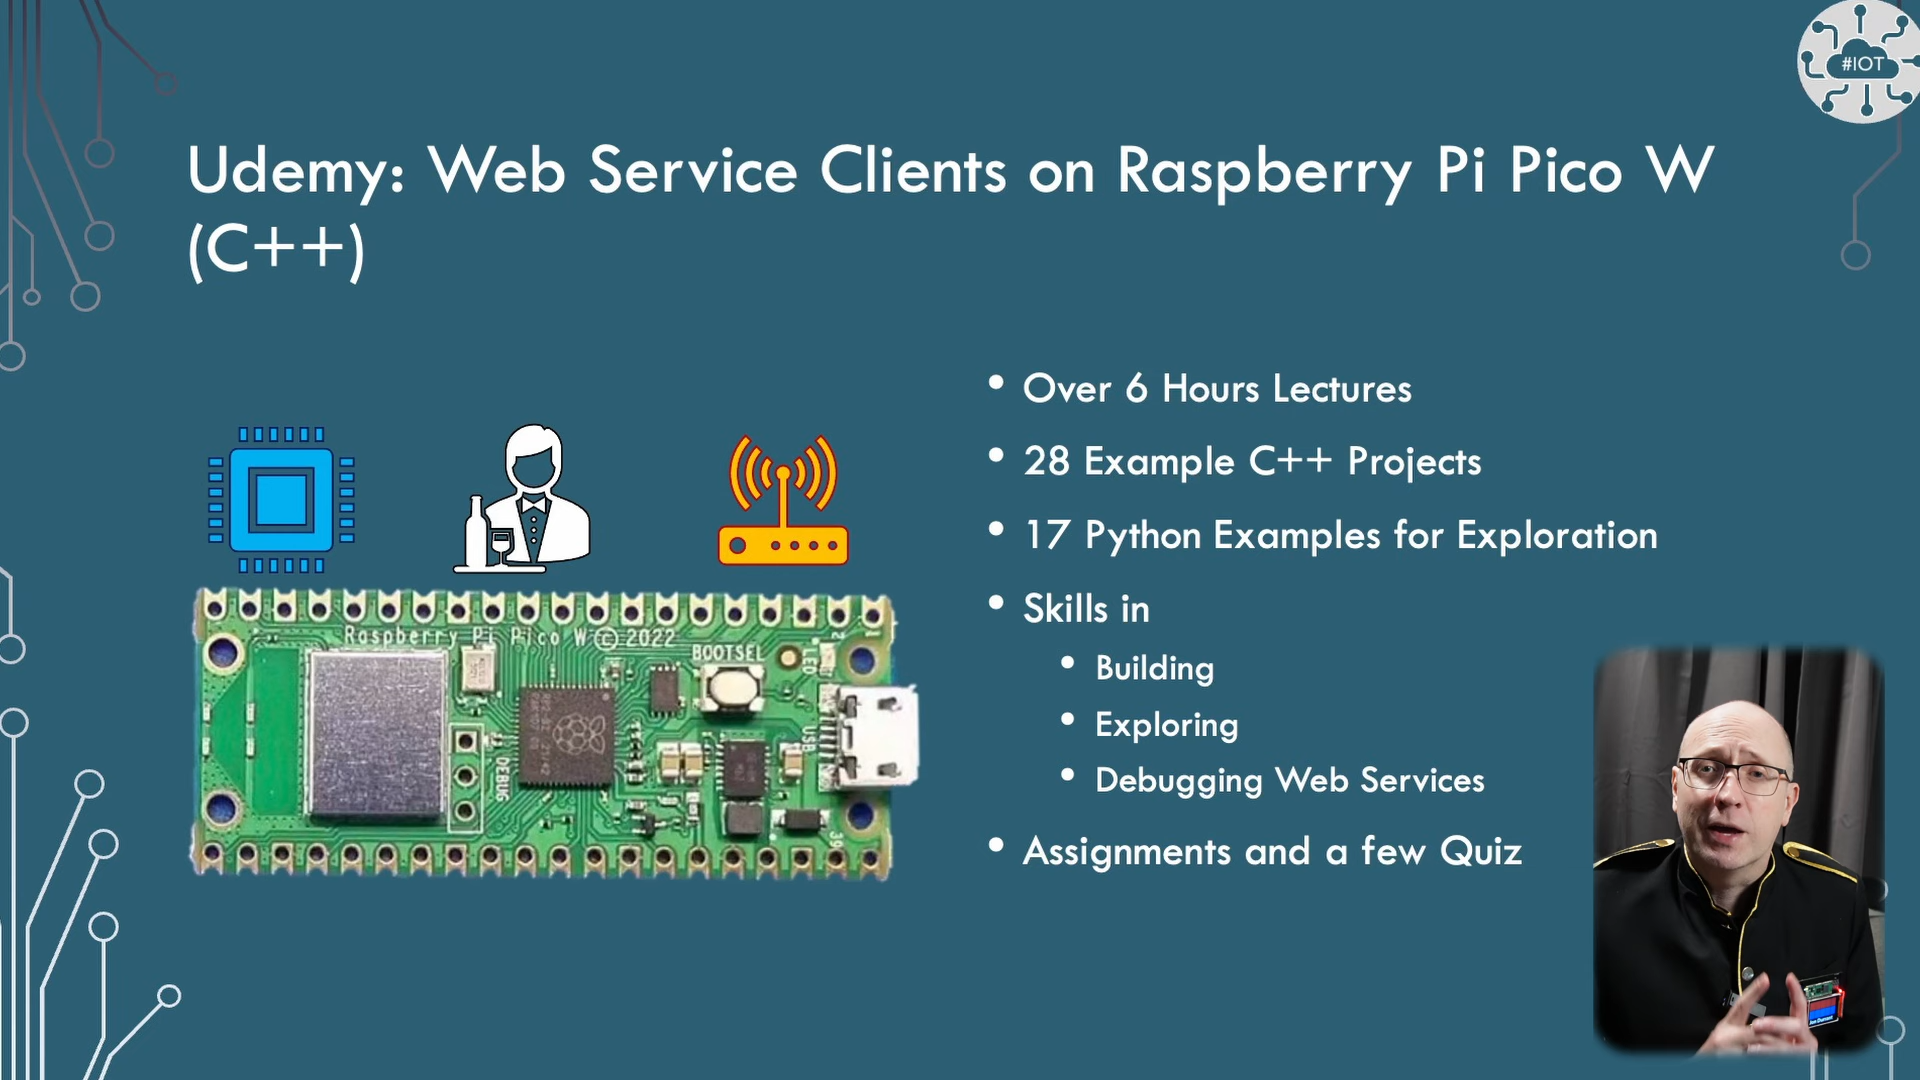 #IOT
Udemy: Web Service Clients on Raspberry Pi Pico W
(C++)
• Over 6 Hours Lectures
• 28 Example C++ Projects
• 17 Python Examples for Exploration
• Skills in
• Building
• Exploring
• Debugging Web Services
• Assignments and a few Quiz
Raspberry Pi Pico W © 2022
BOOTSEL
LED
USB
DEBUG
2
1
39